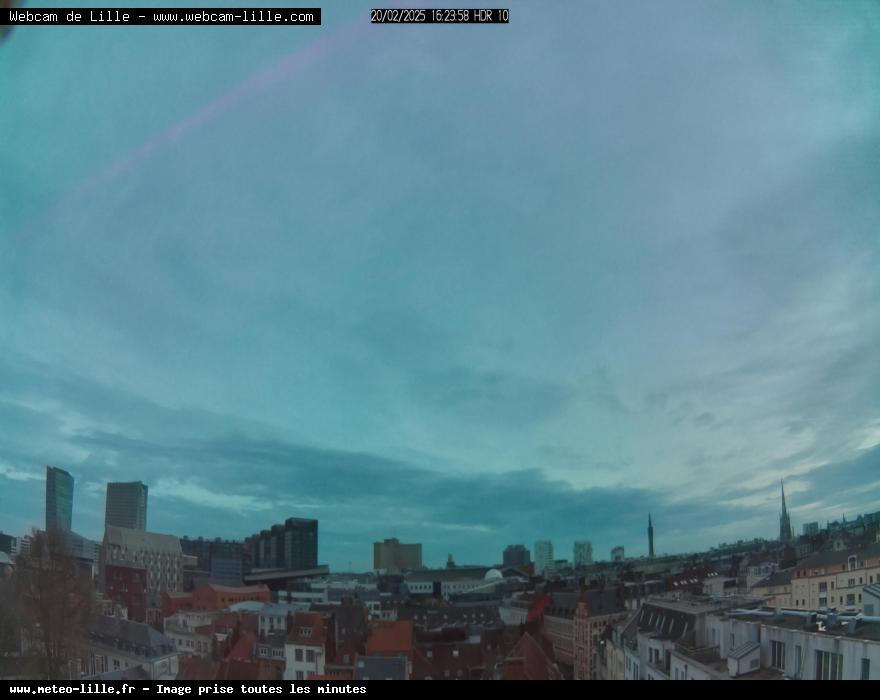 Webcam de Lille - www.webcam-lille.com
20/02/2025 16:23:58 HDR 10
www.meteo-lille.fr - Image prise toutes les minutes